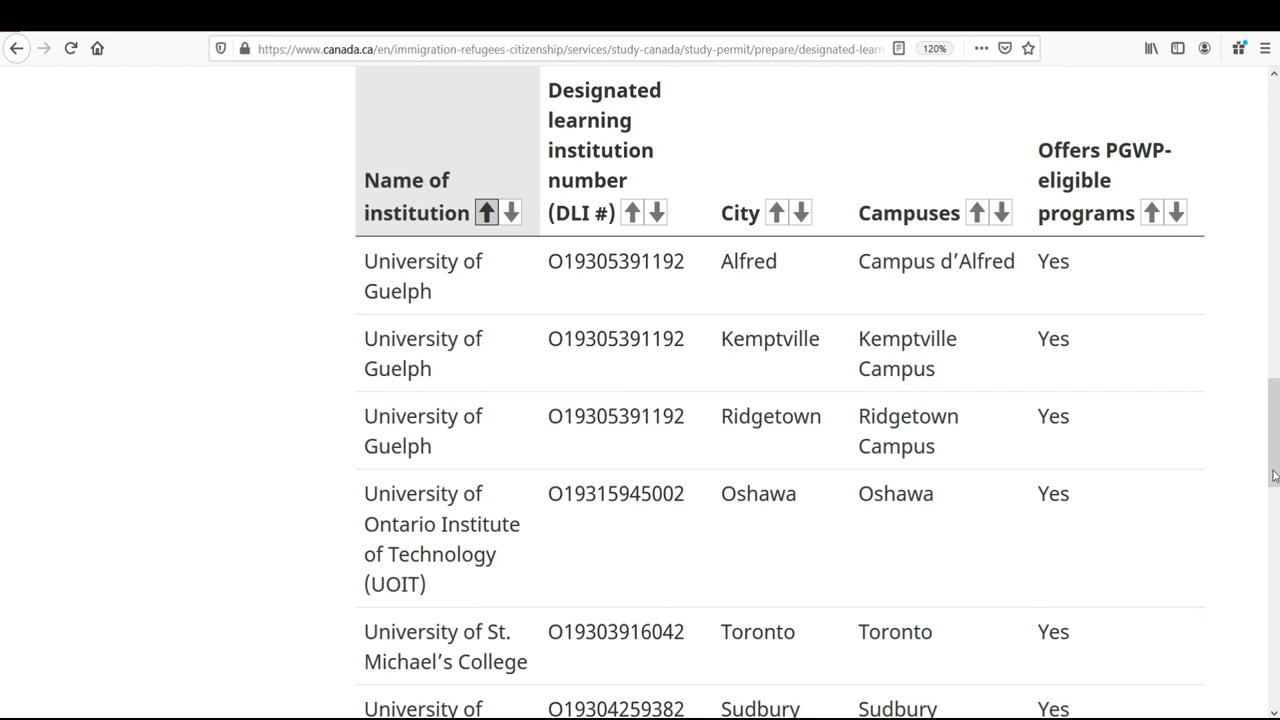 https://www.canada.ca/en/immigration-refugees-citizenship/services/study-canada/study-permit/prepare/designated-learn
120%
Designated
learning
institution
number
(DLI #)
Name of
institution
City
Campuses
Offers PGWP-
eligible
programs
University of
Guelph
O19305391192
Alfred
Campus d’Alfred
Yes
University of
Guelph
O19305391192
Kemptville
Kemptville
Campus
Yes
University of
Guelph
O19305391192
Ridgetown
Ridgetown
Campus
Yes
University of
Ontario Institute
of Technology
(UOIT)
O19315945002
Oshawa
Oshawa
Yes
University of St.
Michael’s College
O19303916042
Toronto
Toronto
Yes
University of
O19304259382
Sudbury
Sudbury
Yes